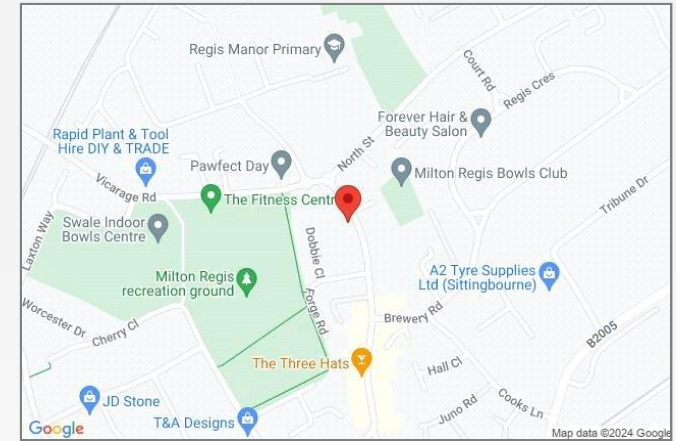 Regis Manor Primary
Court Rd
Regis Cres
Forever Hair &
Beauty Salon
Rapid Plant & Tool
Hire DIY & TRADE
Pawfect Day
North St
Milton Regis Bowls Club
Vicarage Rd
The Fitness Centr
Tribune Dr
Laxton Way
Swale Indoor
Bowls Centre
Dobbie Cl
A2 Tyre Supplies
Ltd (Sittingbourne)
Milton Regis
recreation ground
Forge Rd
Worcester Dr
Cherry Cl
Brewery Rd
B2005
The Three Hats
Hall Cl
Cooks Ln
JD Stone
Juno Rd
T&A Designs
Google
Map data ©2024 Google